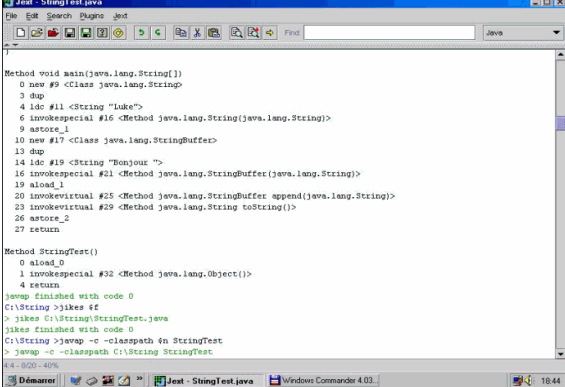 Jext - StringTest.java
File Edit Search Plugins Jext
Find: Java
}
Method void main(java.lang.String[])
0 new #9 <Class java.lang.String>
3 dup
4 ldc #11 <String "Luke">
6 invokespecial #16 <Method java.lang.String(java.lang.String)>
9 astore_1
10 new #17 <Class java.lang.StringBuffer>
13 dup
14 ldc #19 <String "Bonjour ">
16 invokespecial #21 <Method java.lang.StringBuffer(java.lang.String)>
19 aload_1
20 invokevirtual #25 <Method java.lang.StringBuffer append(java.lang.String)>
23 invokevirtual #29 <Method java.lang.String toString()>
26 astore_2
27 return
Method StringTest()
0 aload_0
1 invokespecial #32 <Method java.lang.Object()>
4 return
javap finished with code 0
C:\String >jikes $f
> jikes C:\String\StringTest.java
jikes finished with code 0
C:\String >javap -c -classpath $n StringTest
> javap -c -classpath C:\String StringTest
4:4 - 6/20 - 40%
Démarrer » Jext - StringTest.java Windows Commander 4.03... 18:44